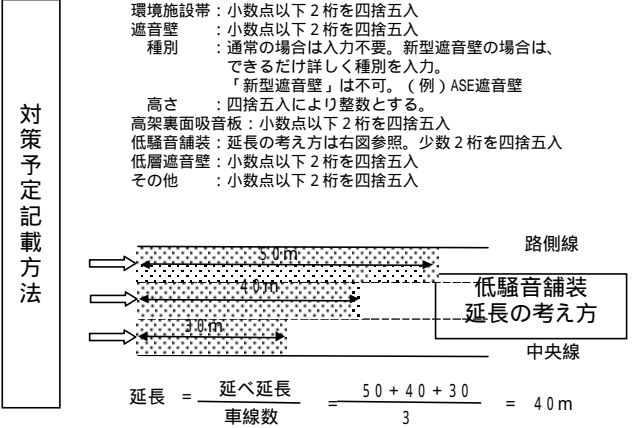 対策予定記載方法
環境施設帯：小数点以下２桁を四捨五入
遮音壁　　：小数点以下２桁を四捨五入
種別　　：通常の場合は入力不要。新型遮音壁の場合は、
できるだけ詳しく種別を入力。
「新型遮音壁」は不可。（例）ASE遮音壁
高さ　　：四捨五入により整数とする。
高架裏面吸音板：小数点以下２桁を四捨五入
低騒音舗装：延長の考え方は右図参照。少数２桁を四捨五入
低層遮音壁：小数点以下２桁を四捨五入
その他　　：小数点以下２桁を四捨五入
路側線
50m
40m
30m
低騒音舗装
延長の考え方
中央線
延長 = 延べ延長 / 車線数 = 50+40+30 / 3 = 40m